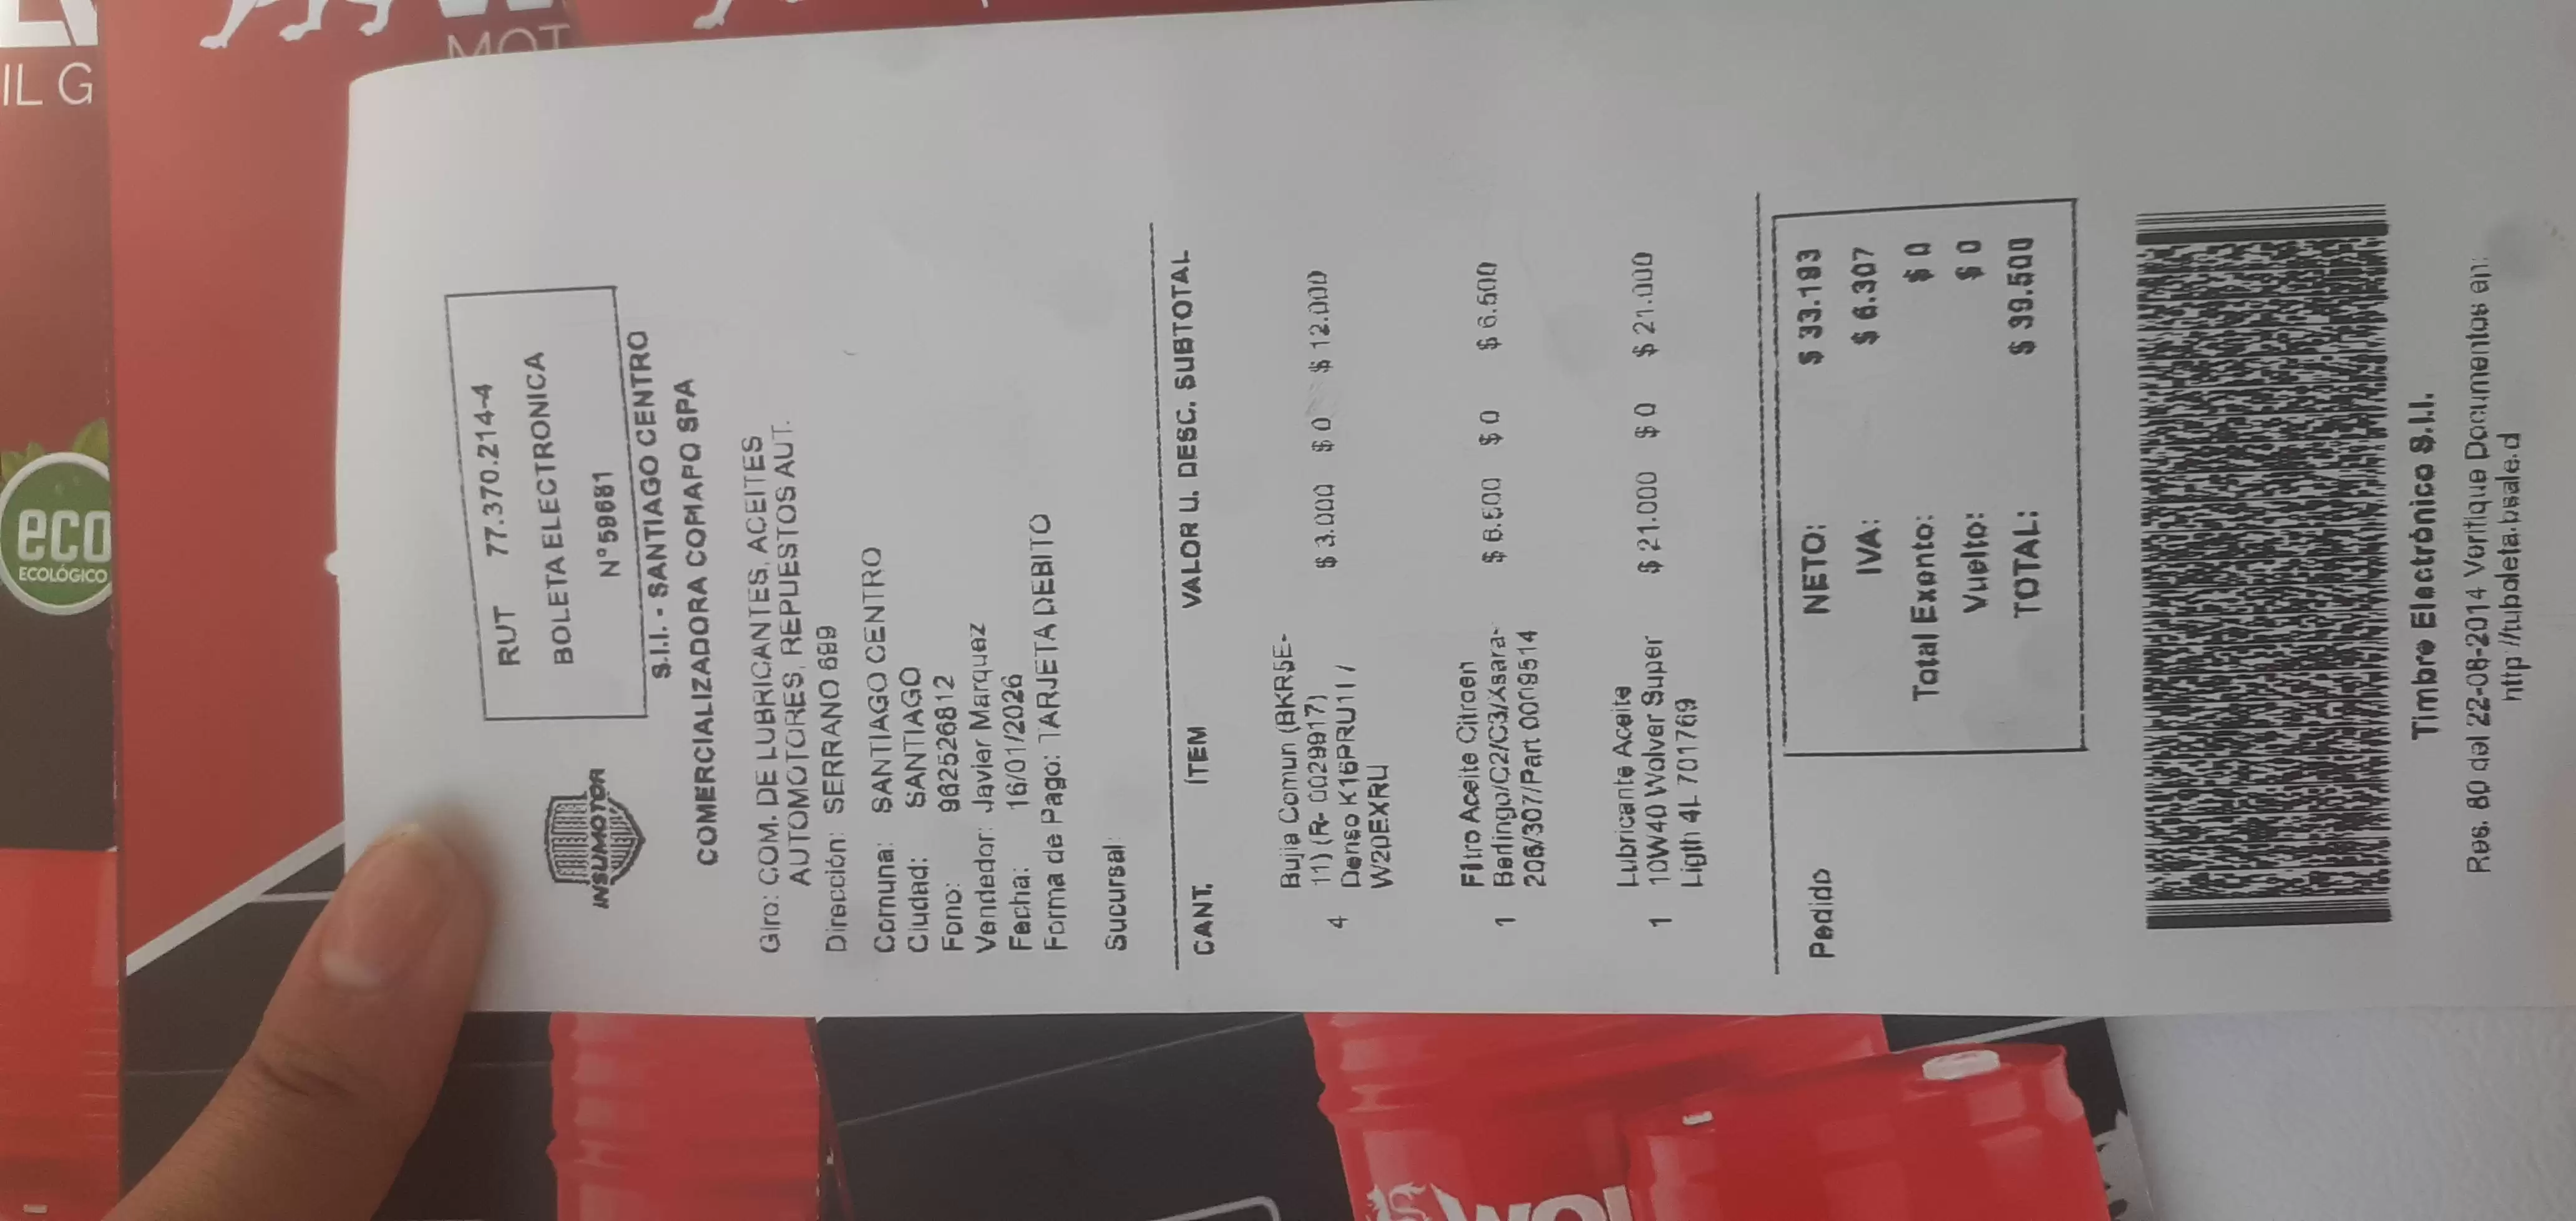 IL G
MOT
eco
ECOLÓGICO
INSUMOTOR
RUT 77.370.214-4
BOLETA ELECTRONICA
N°59681
S.I.I. - SANTIAGO CENTRO
COMERCIALIZADORA COPIAPO SPA
Giro: COM. DE LUBRICANTES, ACEITES
AUTOMOTORES, REPUESTOS AUT.
Dirección: SERRANO 699
Comuna: SANTIAGO CENTRO
Ciudad: SANTIAGO
Fono: 962526812
Vendedor: Javier Marquez
Fecha: 16/01/2026
Forma de Pago: TARJETA DEBITO
Sucursal:
CANT. ÍTEM VALOR U. DESC. SUBTOTAL
Bujia Comun (BKR5E-
4 11) (R- 0029917) $ 3.000 $ 0 $ 12.000
Denso K16PRU11 /
W20EXRU
Filtro Aceite Citroen
1 Berlingo/C2/C3/Xsara- $ 6.500 $ 0 $ 6.500
206/307/Part 0009514
Lubricante Aceite
1 10W40 Wolver Super $ 21.000 $ 0 $ 21.000
Ligth 4L 701769
Pedido
NETO: $ 33.193
IVA: $ 6.307
Total Exento: $ 0
Vuelto: $ 0
TOTAL: $ 39.500
Timbre Electrónico S.I.I.
Res. 80 del 22-08-2014 Verifique Documentos en:
http://tuboleta.bsale.cl
WOL